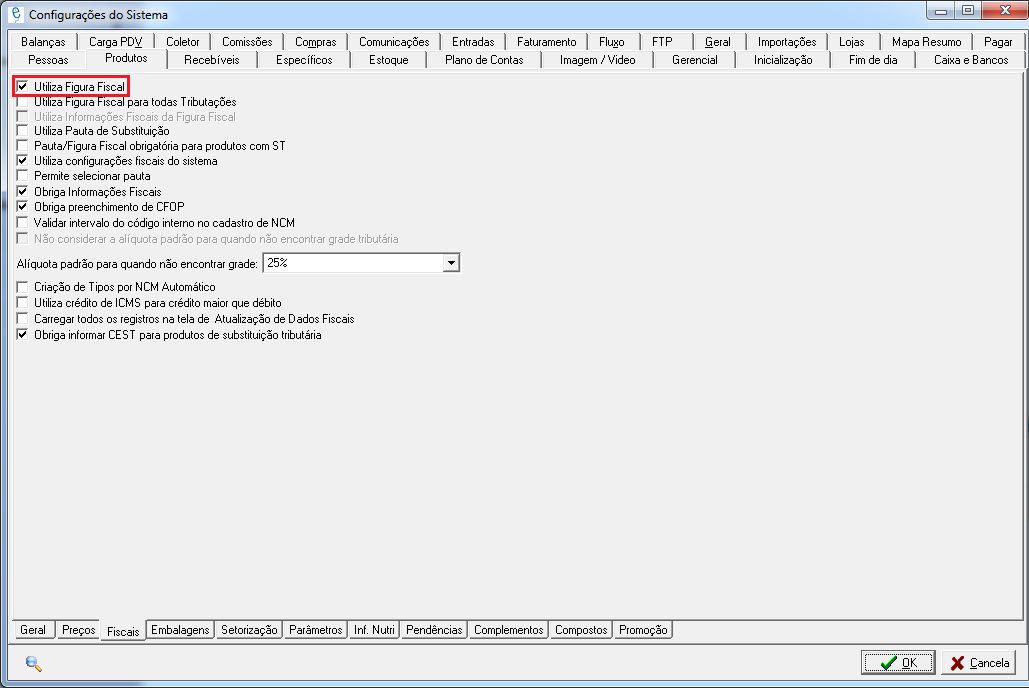 Configurações do Sistema
Balanças Carga PDV Coletor Comissões Compras Comunicações Entradas Faturamento Fluxo FTP Geral Importações Lojas Mapa Resumo Pagar
Pessoas Produtos Recebíveis Específicos Estoque Plano de Contas Imagem / Video Gerencial Inicialização Fim de dia Caixa e Bancos
Utiliza Figura Fiscal
Utiliza Figura Fiscal para todas Tributações
Utiliza Informações Fiscais da Figura Fiscal
Utiliza Pauta de Substituição
Pauta/Figura Fiscal obrigatória para produtos com ST
Utiliza configurações fiscais do sistema
Permite selecionar pauta
Obriga Informações Fiscais
Obriga preenchimento de CFOP
Validar intervalo do código interno no cadastro de NCM
Não considerar a alíquota padrão para quando não encontrar grade tributária
Alíquota padrão para quando não encontrar grade: 25%
Criação de Tipos por NCM Automático
Utiliza crédito de ICMS para crédito maior que débito
Carregar todos os registros na tela de Atualização de Dados Fiscais
Obriga informar CEST para produtos de substituição tributária
Geral Preços Fiscais Embalagens Setorização Parâmetros Inf. Nutri Pendências Complementos Compostos Promoção
OK Cancela